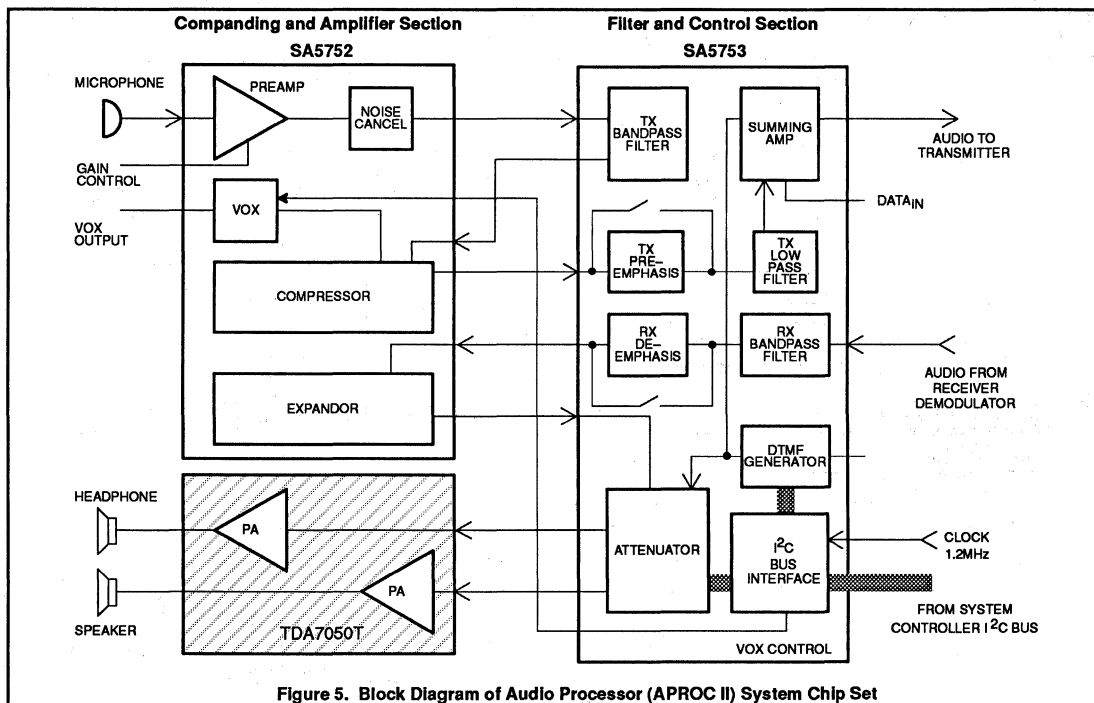 Companding and Amplifier Section
SA5752
Filter and Control Section
SA5753
MICROPHONE
PREAMP
NOISE
CANCEL
GAIN
CONTROL
VOX
VOX
OUTPUT
COMPRESSOR
EXPANDOR
TX
BANDPASS
FILTER
SUMMING
AMP
AUDIO TO
TRANSMITTER
DATAIN
TX
PRE–
EMPHASIS
TX
LOW
PASS
FILTER
RX
DE–
EMPHASIS
RX
BANDPASS
FILTER
AUDIO FROM
RECEIVER
DEMODULATOR
DTMF
GENERATOR
HEADPHONE
PA
SPEAKER
PA
TDA7050T
ATTENUATOR
I2C
BUS
INTERFACE
CLOCK
1.2MHz
FROM SYSTEM
CONTROLLER I2C BUS
VOX CONTROL
Figure 5. Block Diagram of Audio Processor (APROC II) System Chip Set